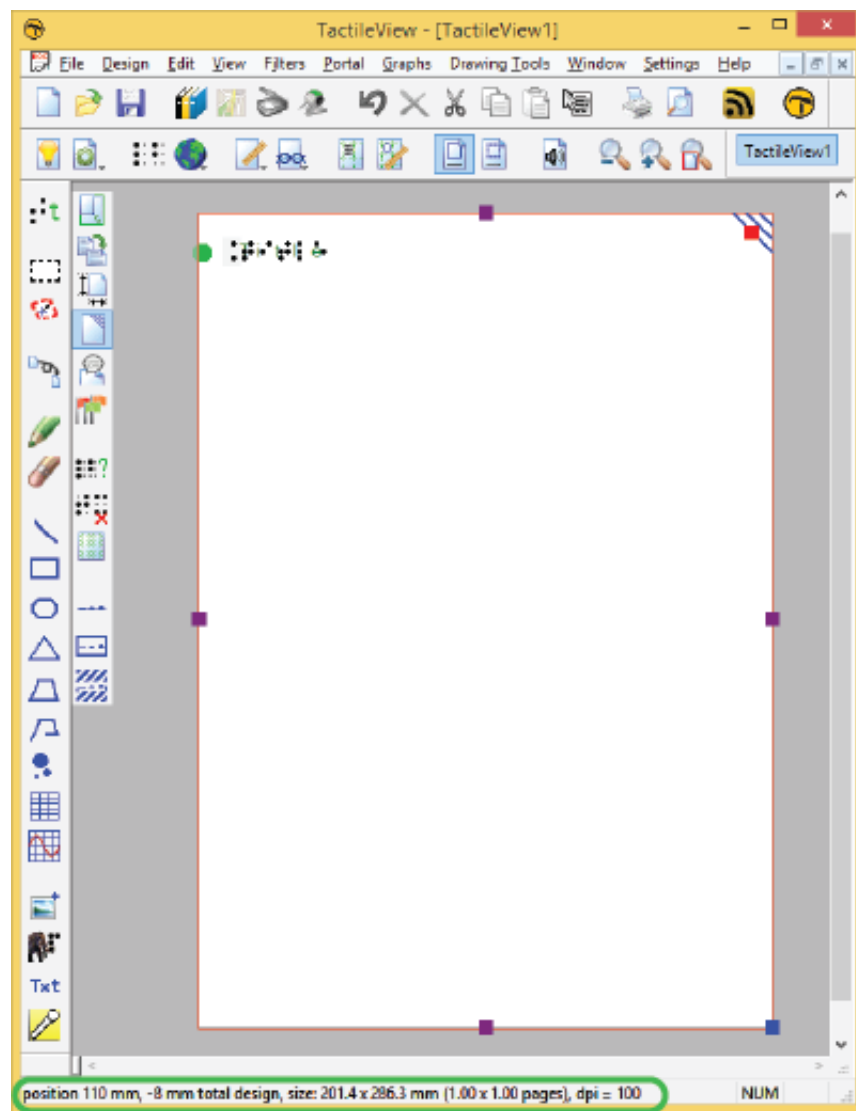 TactileView - [TactileView1]
File Design Edit View Filters Portal Graphs Drawing Tools Window Settings Help
TactileView1
t
?
Txt
position 110 mm, -8 mm total design, size: 201.4 x 286.3 mm (1.00 x 1.00 pages), dpi = 100 NUM